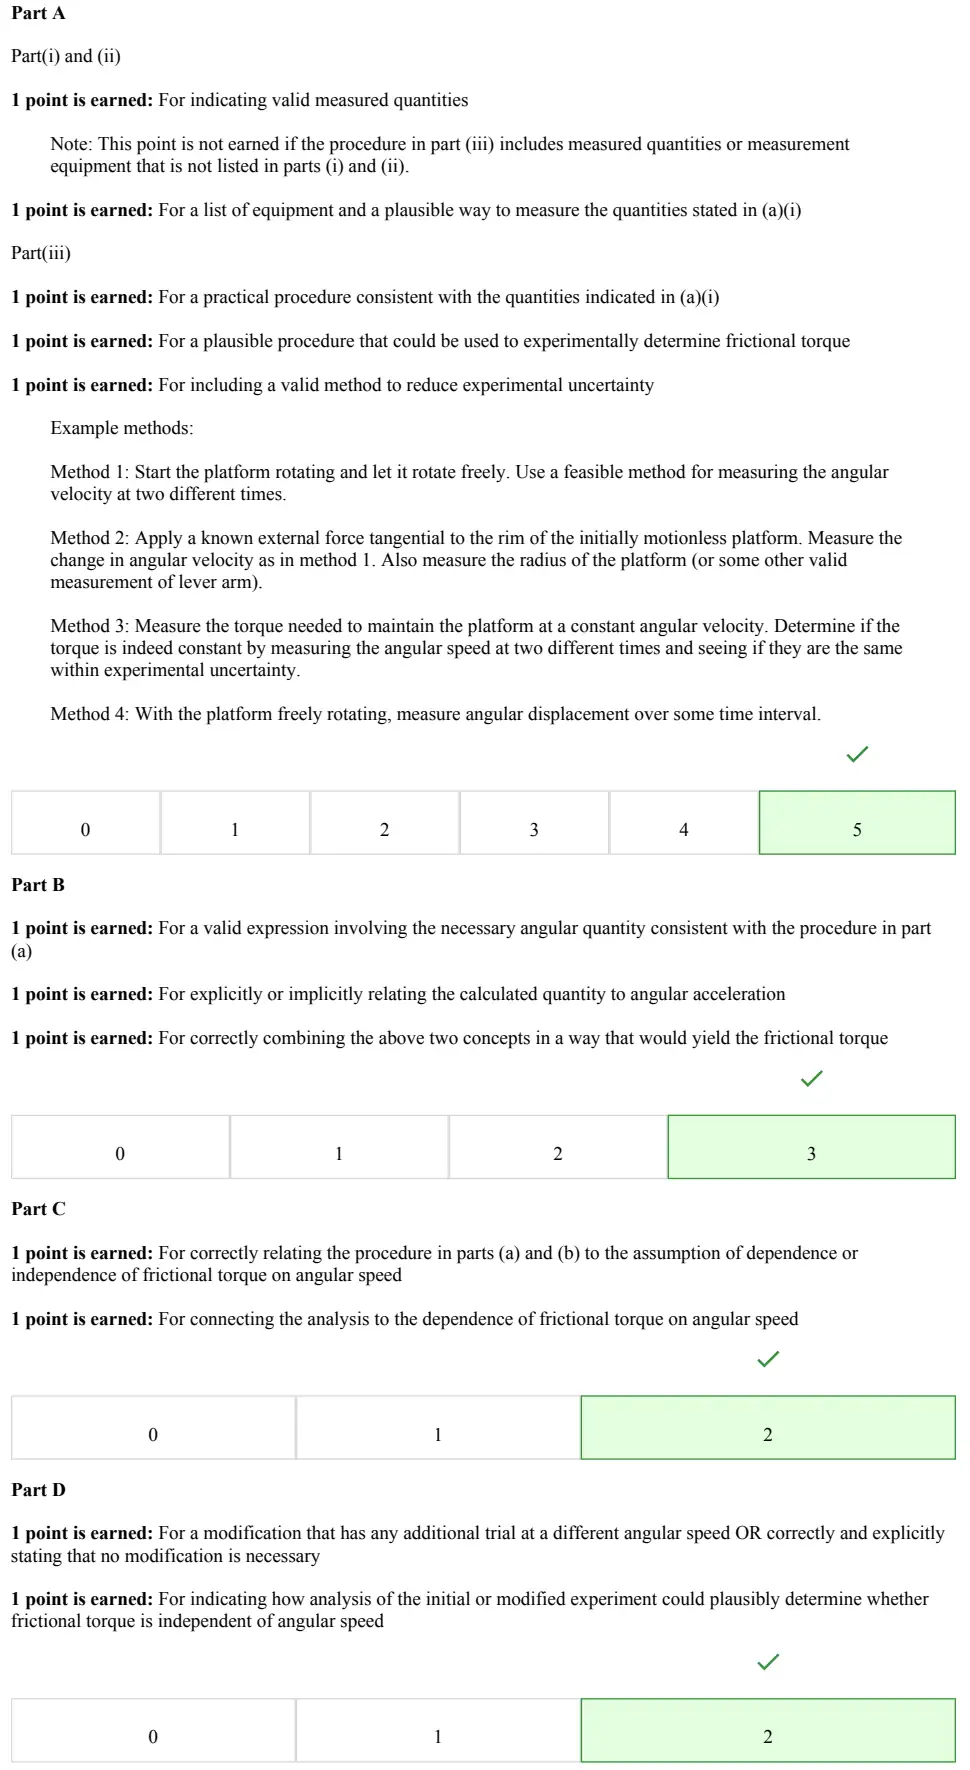 Part A
Part(i) and (ii)
1 point is earned: For indicating valid measured quantities
Note: This point is not earned if the procedure in part (iii) includes measured quantities or measurement
equipment that is not listed in parts (i) and (ii).
1 point is earned: For a list of equipment and a plausible way to measure the quantities stated in (a)(i)
Part(iii)
1 point is earned: For a practical procedure consistent with the quantities indicated in (a)(i)
1 point is earned: For a plausible procedure that could be used to experimentally determine frictional torque
1 point is earned: For including a valid method to reduce experimental uncertainty
Example methods:
Method 1: Start the platform rotating and let it rotate freely. Use a feasible method for measuring the angular
velocity at two different times.
Method 2: Apply a known external force tangential to the rim of the initially motionless platform. Measure the
change in angular velocity as in method 1. Also measure the radius of the platform (or some other valid
measurement of lever arm).
Method 3: Measure the torque needed to maintain the platform at a constant angular velocity. Determine if the
torque is indeed constant by measuring the angular speed at two different times and seeing if they are the same
within experimental uncertainty.
Method 4: With the platform freely rotating, measure angular displacement over some time interval.
0 1 2 3 4 5
Part B
1 point is earned: For a valid expression involving the necessary angular quantity consistent with the procedure in part
(a)
1 point is earned: For explicitly or implicitly relating the calculated quantity to angular acceleration
1 point is earned: For correctly combining the above two concepts in a way that would yield the frictional torque
0 1 2 3
Part C
1 point is earned: For correctly relating the procedure in parts (a) and (b) to the assumption of dependence or
independence of frictional torque on angular speed
1 point is earned: For connecting the analysis to the dependence of frictional torque on angular speed
0 1 2
Part D
1 point is earned: For a modification that has any additional trial at a different angular speed OR correctly and explicitly
stating that no modification is necessary
1 point is earned: For indicating how analysis of the initial or modified experiment could plausibly determine whether
frictional torque is independent of angular speed
0 1 2